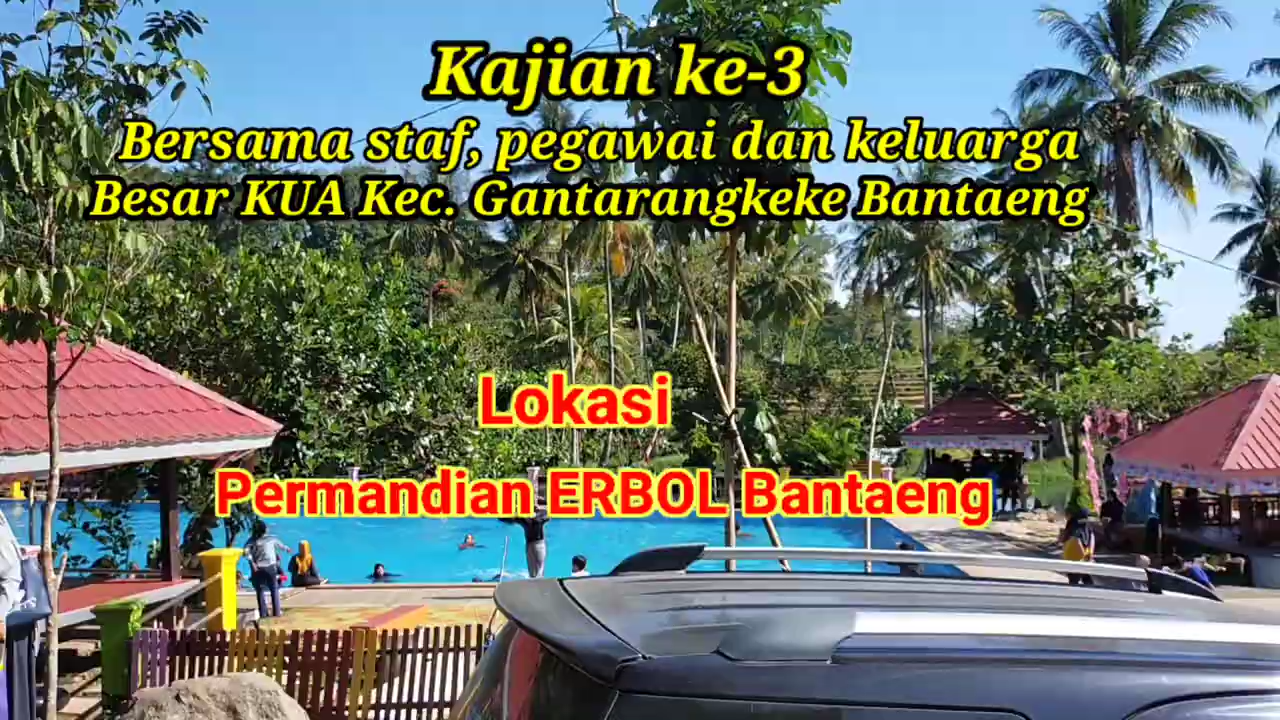 Kajian ke-3
Bersama staf, pegawai dan keluarga
Besar KUA Kec. Gantarangkeke Bantaeng
Lokasi
Permandian ERBOL Bantaeng